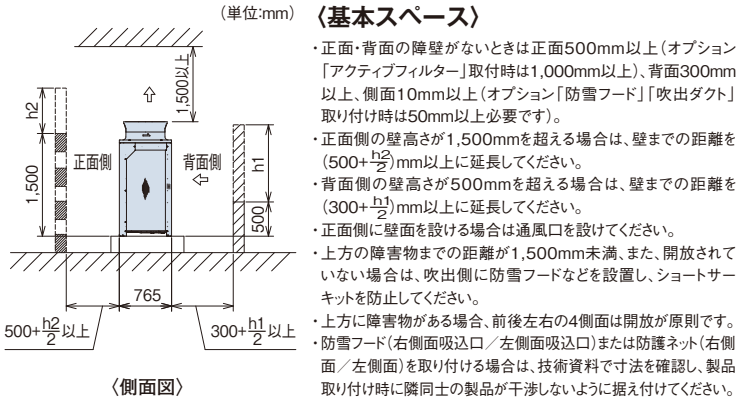 (単位:mm)
〈基本スペース〉
1,500以上
h2
1,500
正面側
背面側
h1
500
765
500+h2/2以上
300+h1/2以上
〈側面図〉
・正面・背面の障壁がないときは正面500mm以上(オプション
「アクティブフィルター」取付時は1,000mm以上)、背面300mm
以上、側面10mm以上(オプション「防雪フード」「吹出ダクト」
取り付け時は50mm以上必要です)。
・正面側の壁高さが1,500mmを超える場合は、壁までの距離を
(500+h2/2)mm以上に延長してください。
・背面側の壁高さが500mmを超える場合は、壁までの距離を
(300+h1/2)mm以上に延長してください。
・正面側に壁面を設ける場合は通風口を設けてください。
・上方の障害物までの距離が1,500mm未満、また、開放されて
いない場合は、吹出側に防雪フードなどを設置し、ショートサー
キットを防止してください。
・上方に障害物がある場合、前後左右の4側面は開放が原則です。
・防雪フード(右側面吸込口/左側面吸込口)または防護ネット(右側
面/左側面)を取り付ける場合は、技術資料で寸法を確認し、製品
取り付け時に隣同士の製品が干渉しないように据え付けてください。